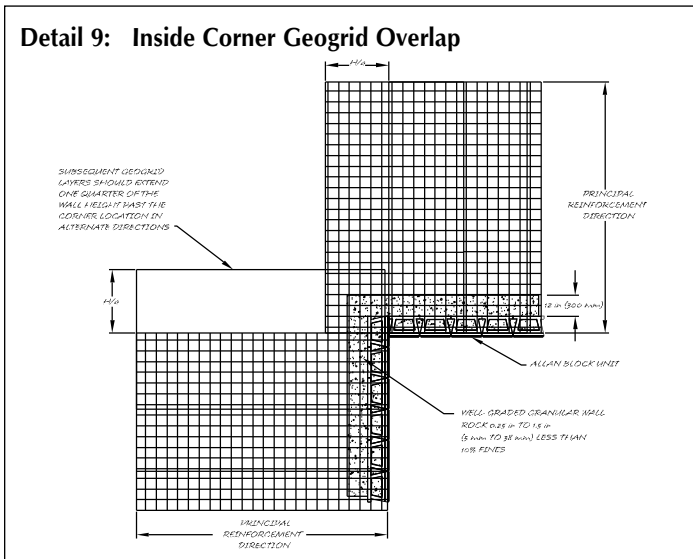 Detail 9: Inside Corner Geogrid Overlap
H/4
SUBSEQUENT GEOGRID
LAYERS SHOULD EXTEND
ONE QUARTER OF THE
WALL HEIGHT PAST THE
CORNER LOCATION IN
ALTERNATE DIRECTIONS
PRINCIPAL
REINFORCEMENT
DIRECTION
H/4
12 in (300 mm)
ALLAN BLOCK UNIT
WELL-GRADED GRANULAR WALL
ROCK 0.25 in TO 1.5 in
(5 mm TO 38 mm) LESS THAN
10% FINES
PRINCIPAL
REINFORCEMENT
DIRECTION